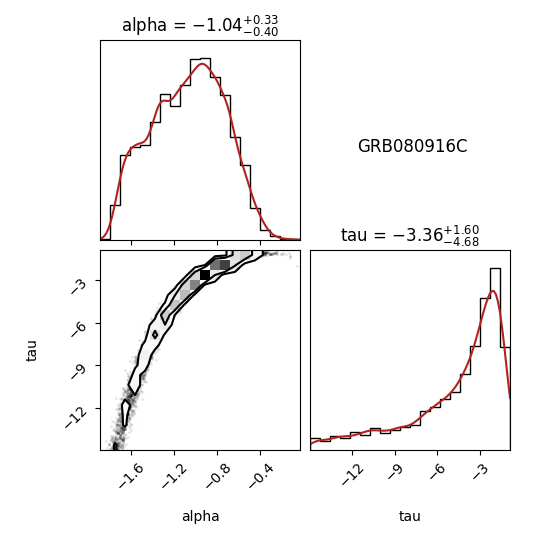 alpha = −1.04+0.33−0.40
GRB080916C
tau = −3.36+1.60−4.68
−3
−6
−9
−12
tau
−1.6 −1.2 −0.8 −0.4
−12 −9 −6 −3
alpha
tau